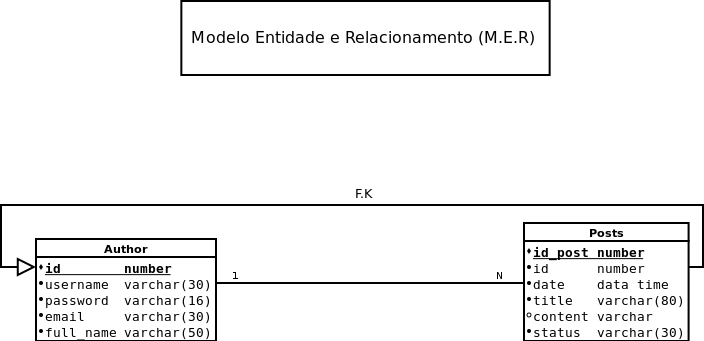 Modelo Entidade e Relacionamento (M.E.R)
F.K
Author
id number
username varchar(30)
password varchar(16)
email varchar(30)
full_name varchar(50)
1
N
Posts
id_post number
id number
date data time
title varchar(80)
content varchar
status varchar(30)